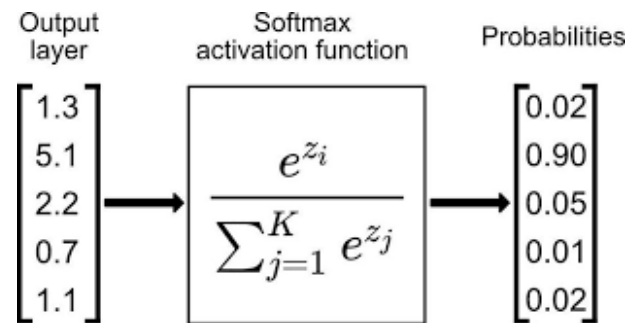 Output
layer
Softmax
activation function
Probabilities
1.3
5.1
2.2
0.7
1.1
e^{z_i}
∑_{j=1}^{K} e^{z_j}
0.02
0.90
0.05
0.01
0.02